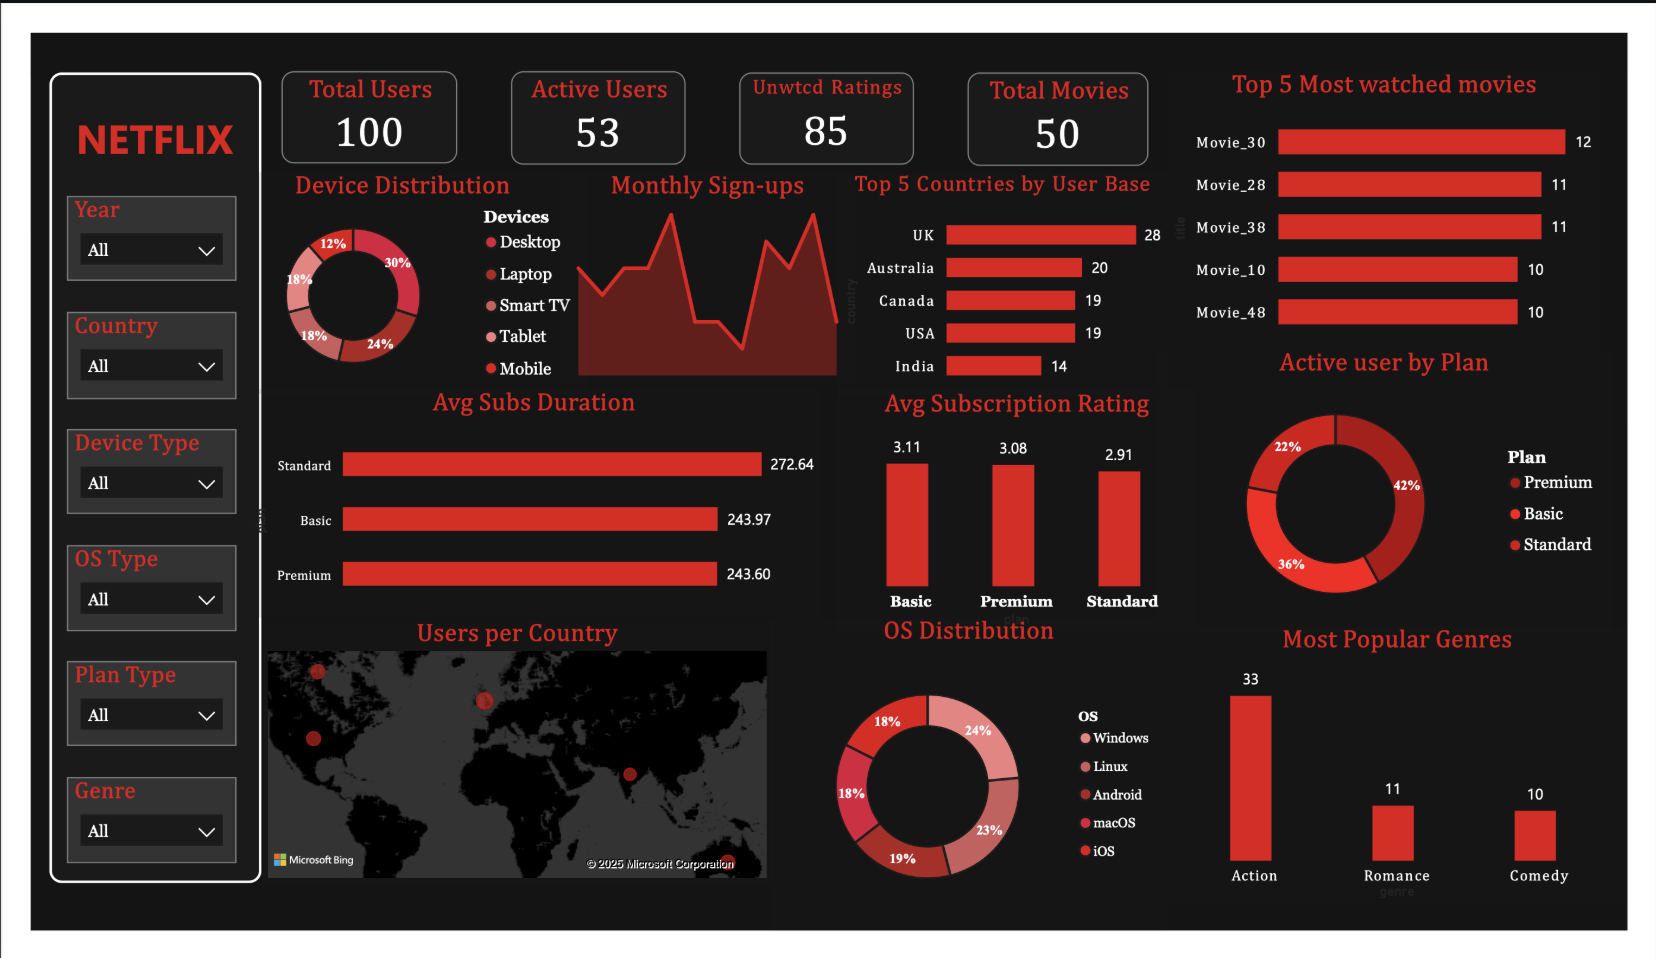 NETFLIX
Year
All
Country
All
Device Type
All
OS Type
All
Plan Type
All
Genre
All
Total Users
100
Active Users
53
Unwtcd Ratings
85
Total Movies
50
Device Distribution
30%
24%
18%
18%
12%
Devices
Desktop
Laptop
Smart TV
Tablet
Mobile
Monthly Sign-ups
Top 5 Countries by User Base
country
UK 28
Australia 20
Canada 19
USA 19
India 14
Top 5 Most watched movies
title
Movie_30 12
Movie_28 11
Movie_38 11
Movie_10 10
Movie_48 10
Avg Subs Duration
Standard 272.64
Basic 243.97
Premium 243.60
Avg Subscription Rating
3.11 3.08 2.91
Basic Premium Standard
plan
Active user by Plan
42%
36%
22%
Plan
Premium
Basic
Standard
Users per Country
Microsoft Bing
© 2025 Microsoft Corporation
OS Distribution
24%
23%
19%
18%
18%
OS
Windows
Linux
Android
macOS
iOS
Most Popular Genres
33 11 10
Action Romance Comedy
genre